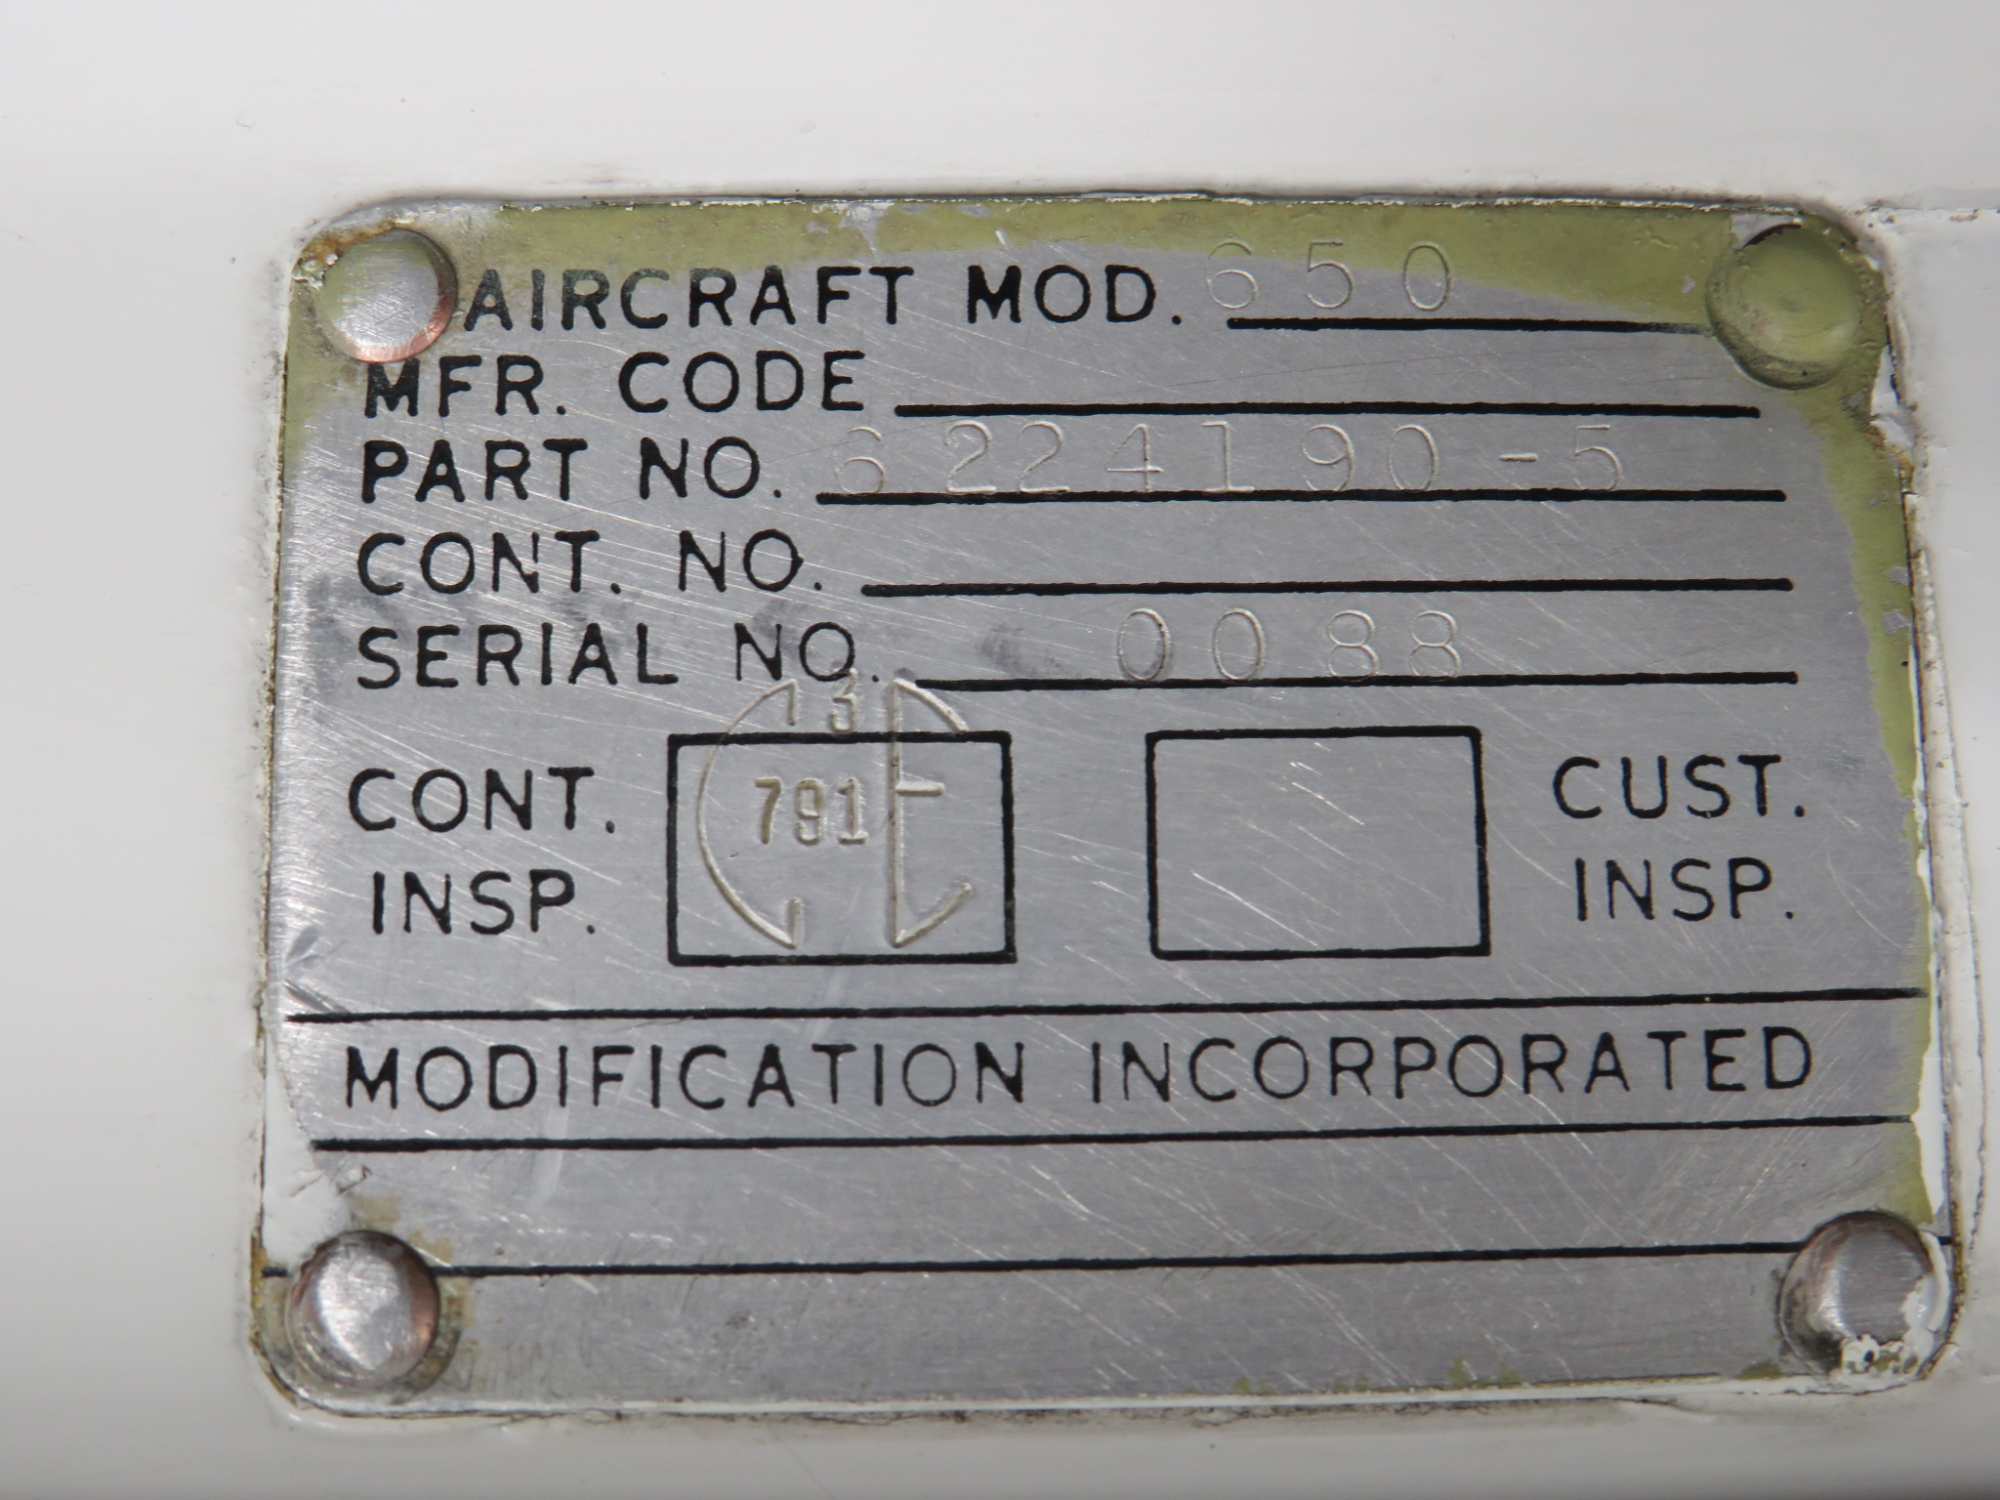 AIRCRAFT MOD. 650
MFR. CODE
PART NO. 6224190-5
CONT. NO.
SERIAL NO. 0088
13
791
CONT. INSP.
CUST. INSP.
MODIFICATION INCORPORATED